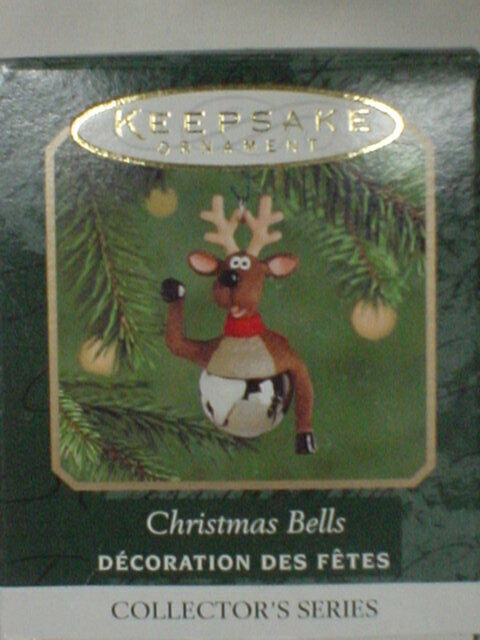 KEEPSAKE
ORNAMENT
Christmas Bells
DÉCORATION DES FÊTES
COLLECTOR'S SERIES